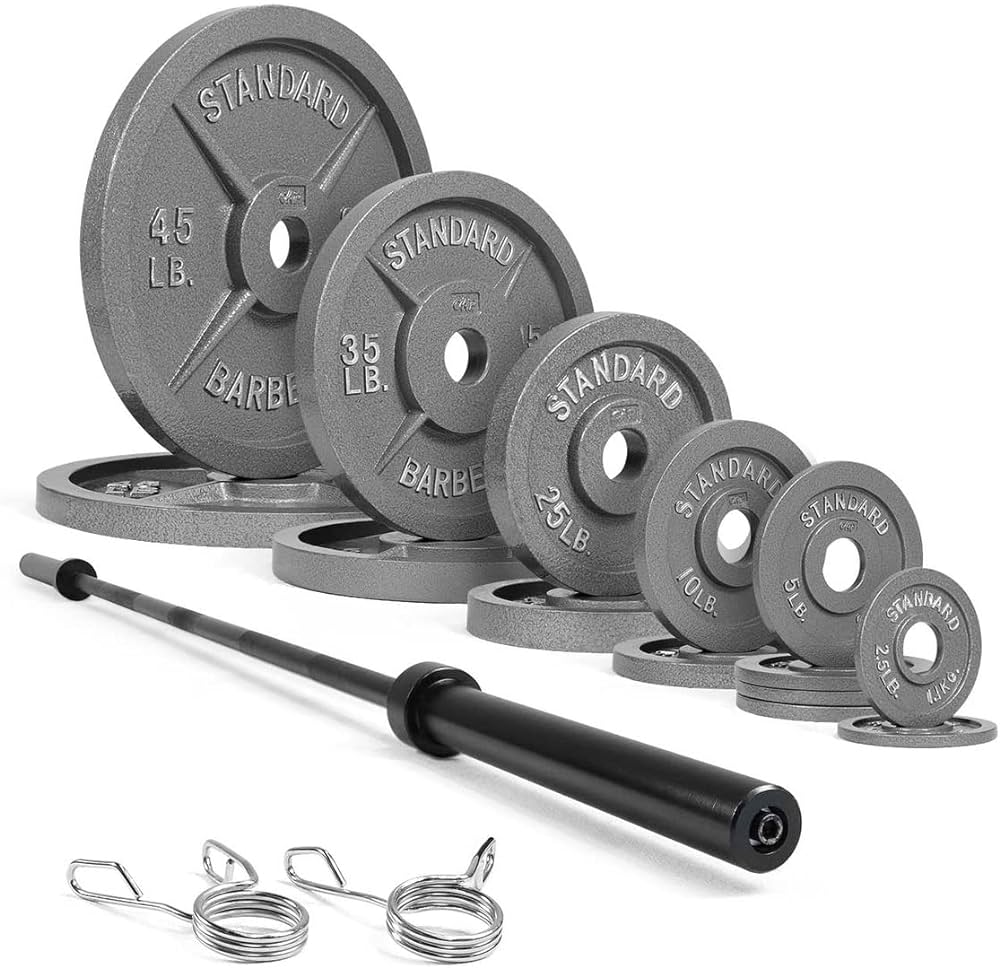 STANDARD
45
LB.
BARBE
STANDARD
35
LB.
BARBE
STANDARD
25LB.
STANDARD
10LB.
STANDARD
5LB.
STANDARD
2.5LB.
1.1KG.